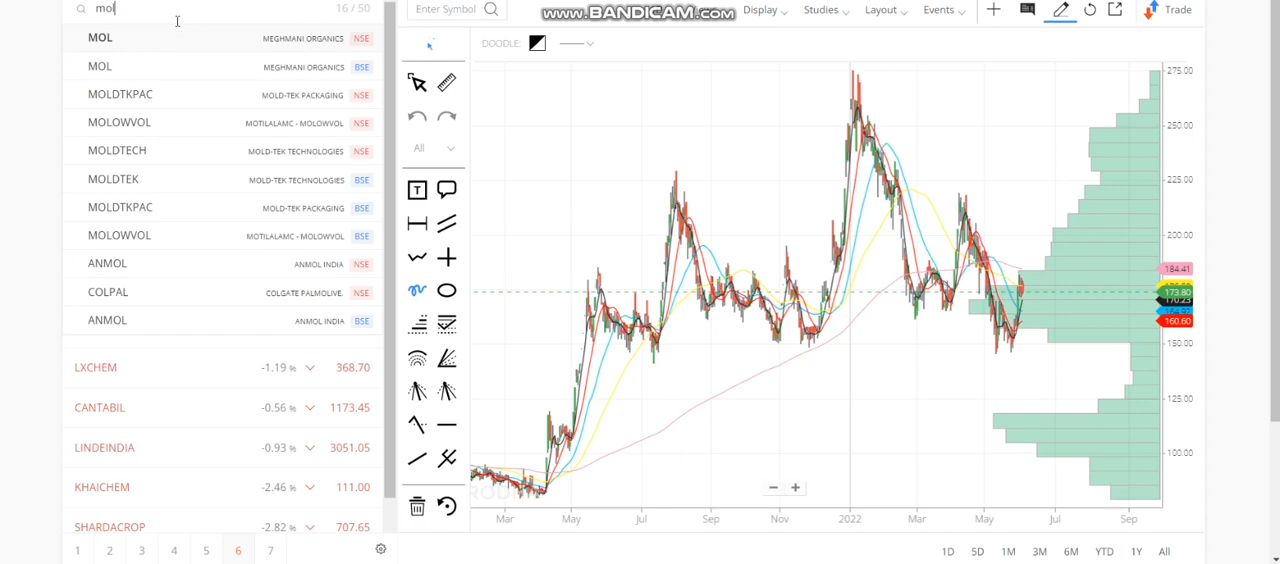 mol 16 / 50
MOL MEGHMANI ORGANICS NSE
MOL MEGHMANI ORGANICS BSE
MOLDTKPAC MOLD-TEK PACKAGING NSE
MOLOWVOL MOTILALAMC - MOLOWVOL NSE
MOLDTECH MOLD-TEK TECHNOLOGIES NSE
MOLDTEK MOLD-TEK TECHNOLOGIES BSE
MOLDTKPAC MOLD-TEK PACKAGING BSE
MOLOWVOL MOTILALAMC - MOLOWVOL BSE
ANMOL ANMOL INDIA NSE
COLPAL COLGATE PALMOLIVE. NSE
ANMOL ANMOL INDIA BSE
LXCHEM -1.19 % 368.70
CANTABIL -0.56 % 1173.45
LINDEINDIA -0.93 % 3051.05
KHAICHEM -2.46 % 111.00
SHARDACROP -2.82 % 707.65
1 2 3 4 5 6 7
Enter Symbol
www.BANDICAM.com
Display Studies Layout Events Trade
DOODLE:
All
T
275.00
250.00
225.00
200.00
184.41
173.80
170.23
160.60
150.00
125.00
100.00
Mar May Jul Sep Nov 2022 Mar May Jul Sep
1D 5D 1M 3M 6M YTD 1Y All